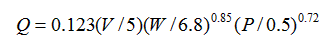 Q = 0.123(V / 5)(W / 6.8)^0.85 (P / 0.5)^0.72